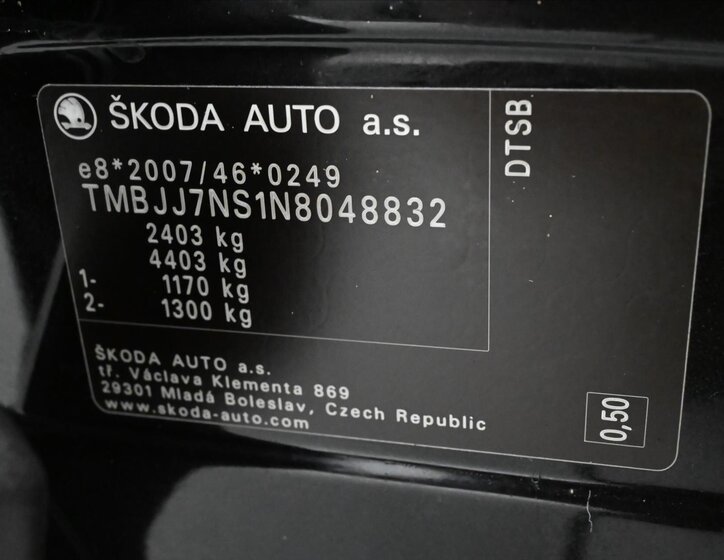 ŠKODA AUTO a.s.
e8*2007/46*0249
TMBJJ7NS1N8048832
2403 kg
4403 kg
1- 1170 kg
2- 1300 kg
DTSB
ŠKODA AUTO a.s.
tř. Václava Klementa 869
29301 Mladá Boleslav, Czech Republic
www.skoda-auto.com
0,50